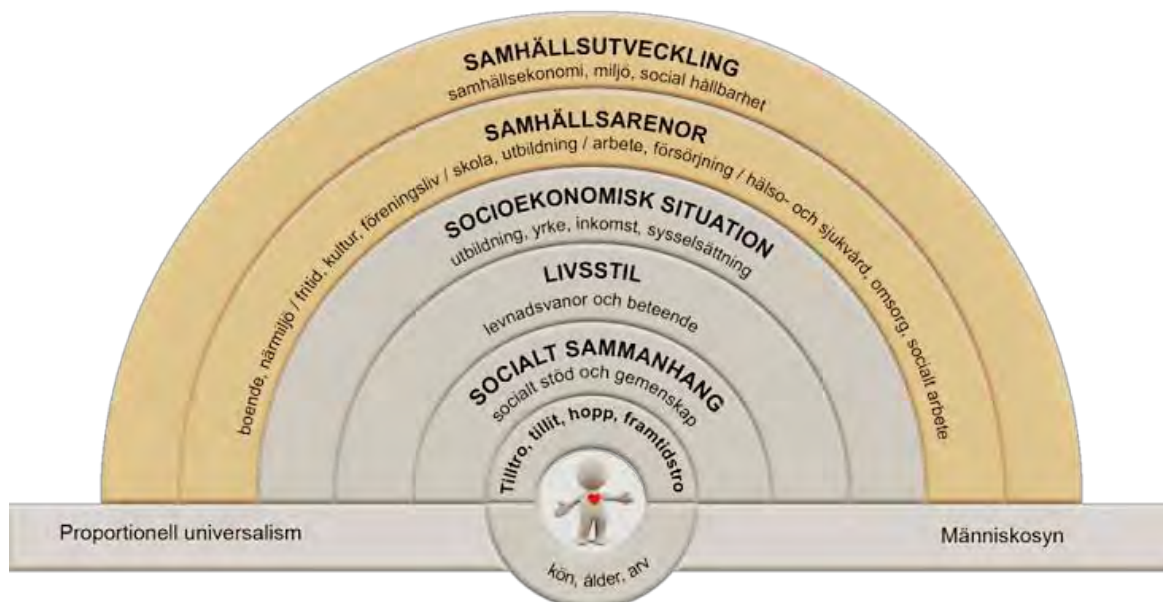 SAMHÄLLSUTVECKLING
samhällsekonomi, miljö, social hållbarhet
SAMHÄLLSARENOR
boende, närmiljö / fritid, kultur, föreningsliv / skola, utbildning / arbete, försörjning / hälso- och sjukvård, omsorg, socialt arbete
SOCIOEKONOMISK SITUATION
utbildning, yrke, inkomst, sysselsättning
LIVSSTIL
levnadsvanor och beteende
SOCIALT SAMMANHANG
socialt stöd och gemenskap
Tilltro, tillit, hopp, framtidstro
Proportionell universalism
Människosyn
kön, ålder, arv